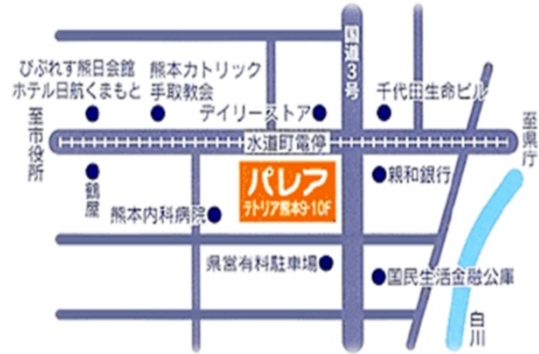 国道3号
びぷれす熊日会館
ホテル日航くまもと
熊本カトリック
手取教会
デイリーストア
千代田生命ビル
至市役所
水道町電停
至県庁
鶴屋
パレア
テトリア熊本9・10F
親和銀行
熊本内科病院
県営有料駐車場
国民生活金融公庫
白川